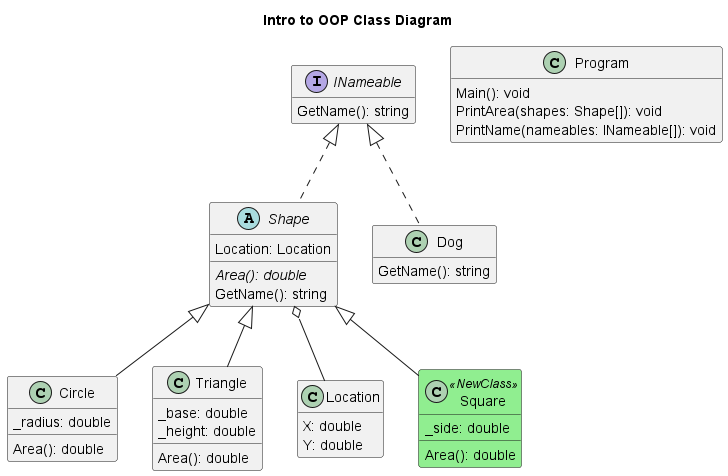 Intro to OOP Class Diagram
I INameable
GetName(): string
C Program
Main(): void
PrintArea(shapes: Shape[]): void
PrintName(nameables: INameable[]): void
A Shape
Location: Location
Area(): double
GetName(): string
C Dog
GetName(): string
C Circle
_radius: double
Area(): double
C Triangle
_base: double
_height: double
Area(): double
C Location
X: double
Y: double
C «NewClass»
Square
_side: double
Area(): double